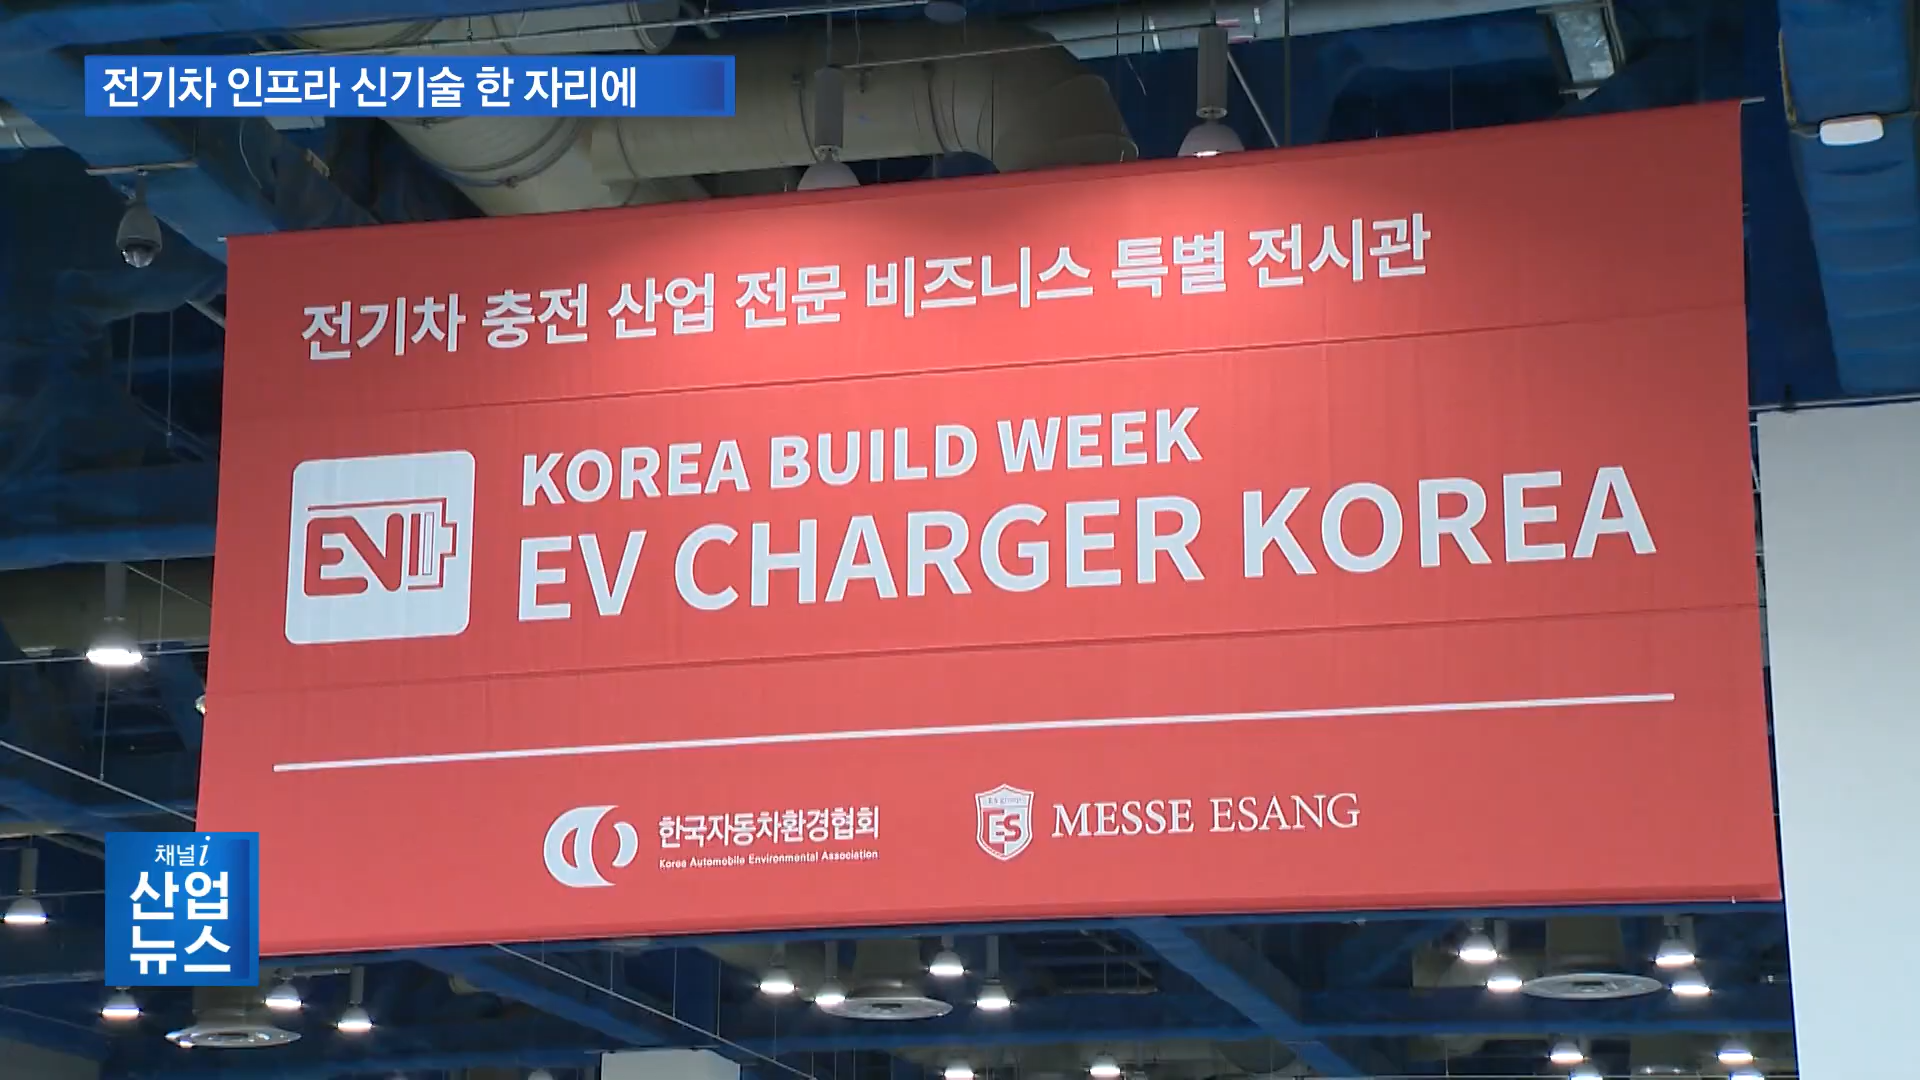 전기차 인프라 신기술 한 자리에
전기차 충전 산업 전문 비즈니스 특별 전시관
KOREA BUILD WEEK
EV
EV CHARGER KOREA
한국자동차환경협회
Korea Automobile Environmental Association
ES
MESSE ESANG
채널i
산업
뉴스